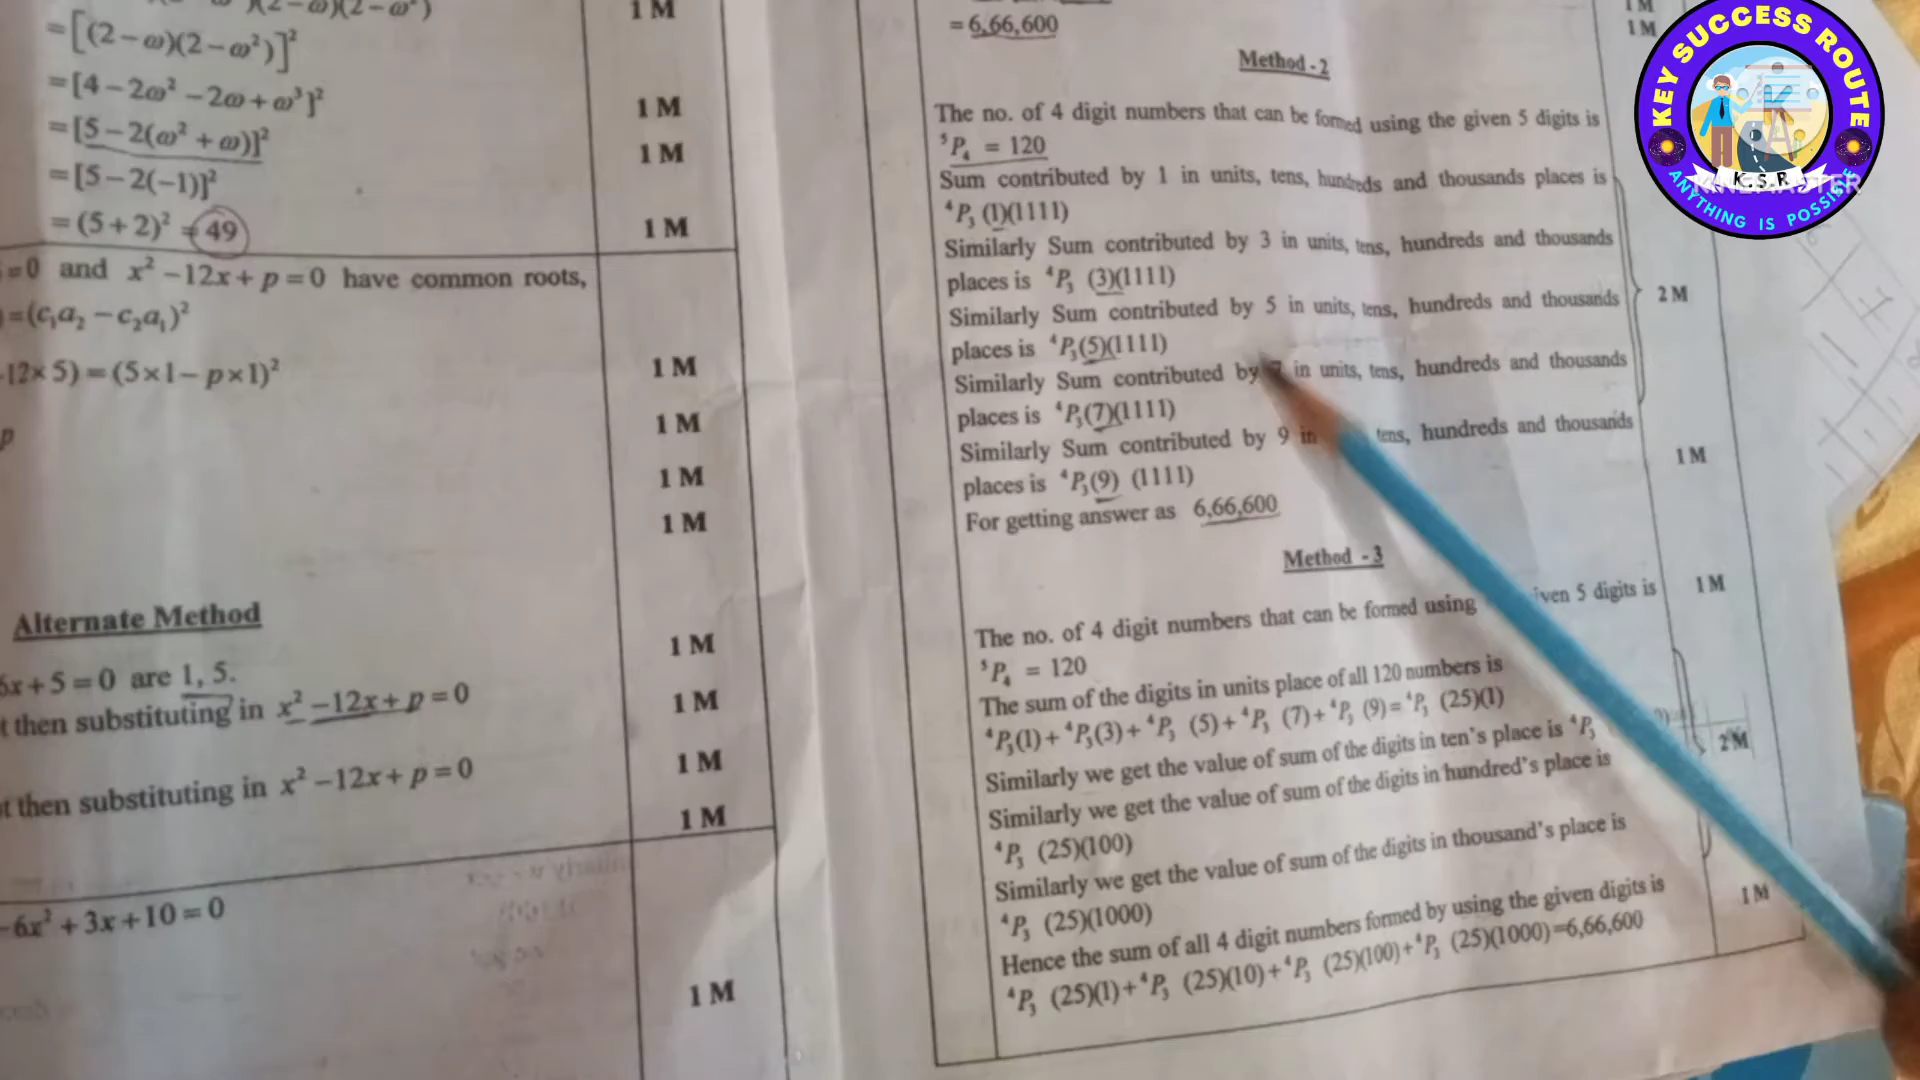 )(2-ω)(2-ω²)
1 M
=[(2-ω)(2-ω²)]²
=[4-2ω²-2ω+ω³]²
1 M
=[5-2(ω²+ω)]²
1 M
=[5-2(-1)]²
=(5+2)²=49
1 M
=0 and x²-12x+p=0 have common roots,
)=(c₁a₂-c₂a₁)²
-12×5)=(5×1-p×1)²
1 M
p
1 M
1 M
1 M
Alternate Method
1 M
6x+5=0 are 1, 5.
then substituting in x²-12x+p=0
1 M
then substituting in x²-12x+p=0
1 M
1 M
-6x²+3x+10=0
1 M
=6,66,600
1 M
1 M
Method -2
The no. of 4 digit numbers that can be formed using the given 5 digits is
⁵P₄ = 120
Sum contributed by 1 in units, tens, hundreds and thousands places is
⁴P₃ (1)(1111)
Similarly Sum contributed by 3 in units, tens, hundreds and thousands
places is ⁴P₃ (3)(1111)
Similarly Sum contributed by 5 in units, tens, hundreds and thousands
2 M
places is ⁴P₃(5)(1111)
Similarly Sum contributed by 7 in units, tens, hundreds and thousands
places is ⁴P₃(7)(1111)
Similarly Sum contributed by 9 in tens, hundreds and thousands
1 M
places is ⁴P₃(9) (1111)
For getting answer as 6,66,600
Method -3
The no. of 4 digit numbers that can be formed using iven 5 digits is
1 M
⁵P₄ = 120
The sum of the digits in units place of all 120 numbers is
⁴P₃(1)+⁴P₃(3)+⁴P₃ (5)+⁴P₃ (7)+⁴P₃ (9)=⁴P₃ (25)(1)
Similarly we get the value of sum of the digits in ten's place is ⁴P₃
2 M
Similarly we get the value of sum of the digits in hundred's place is
⁴P₃ (25)(100)
Similarly we get the value of sum of the digits in thousand's place is
⁴P₃ (25)(1000)
1 M
Hence the sum of all 4 digit numbers formed by using the given digits is
⁴P₃ (25)(1)+⁴P₃ (25)(10)+⁴P₃ (25)(100)+⁴P₃ (25)(1000)=6,66,600
KEY SUCCESS ROUTE
K.S.R
KINEMASTER
ANYTHING IS POSSIBLE